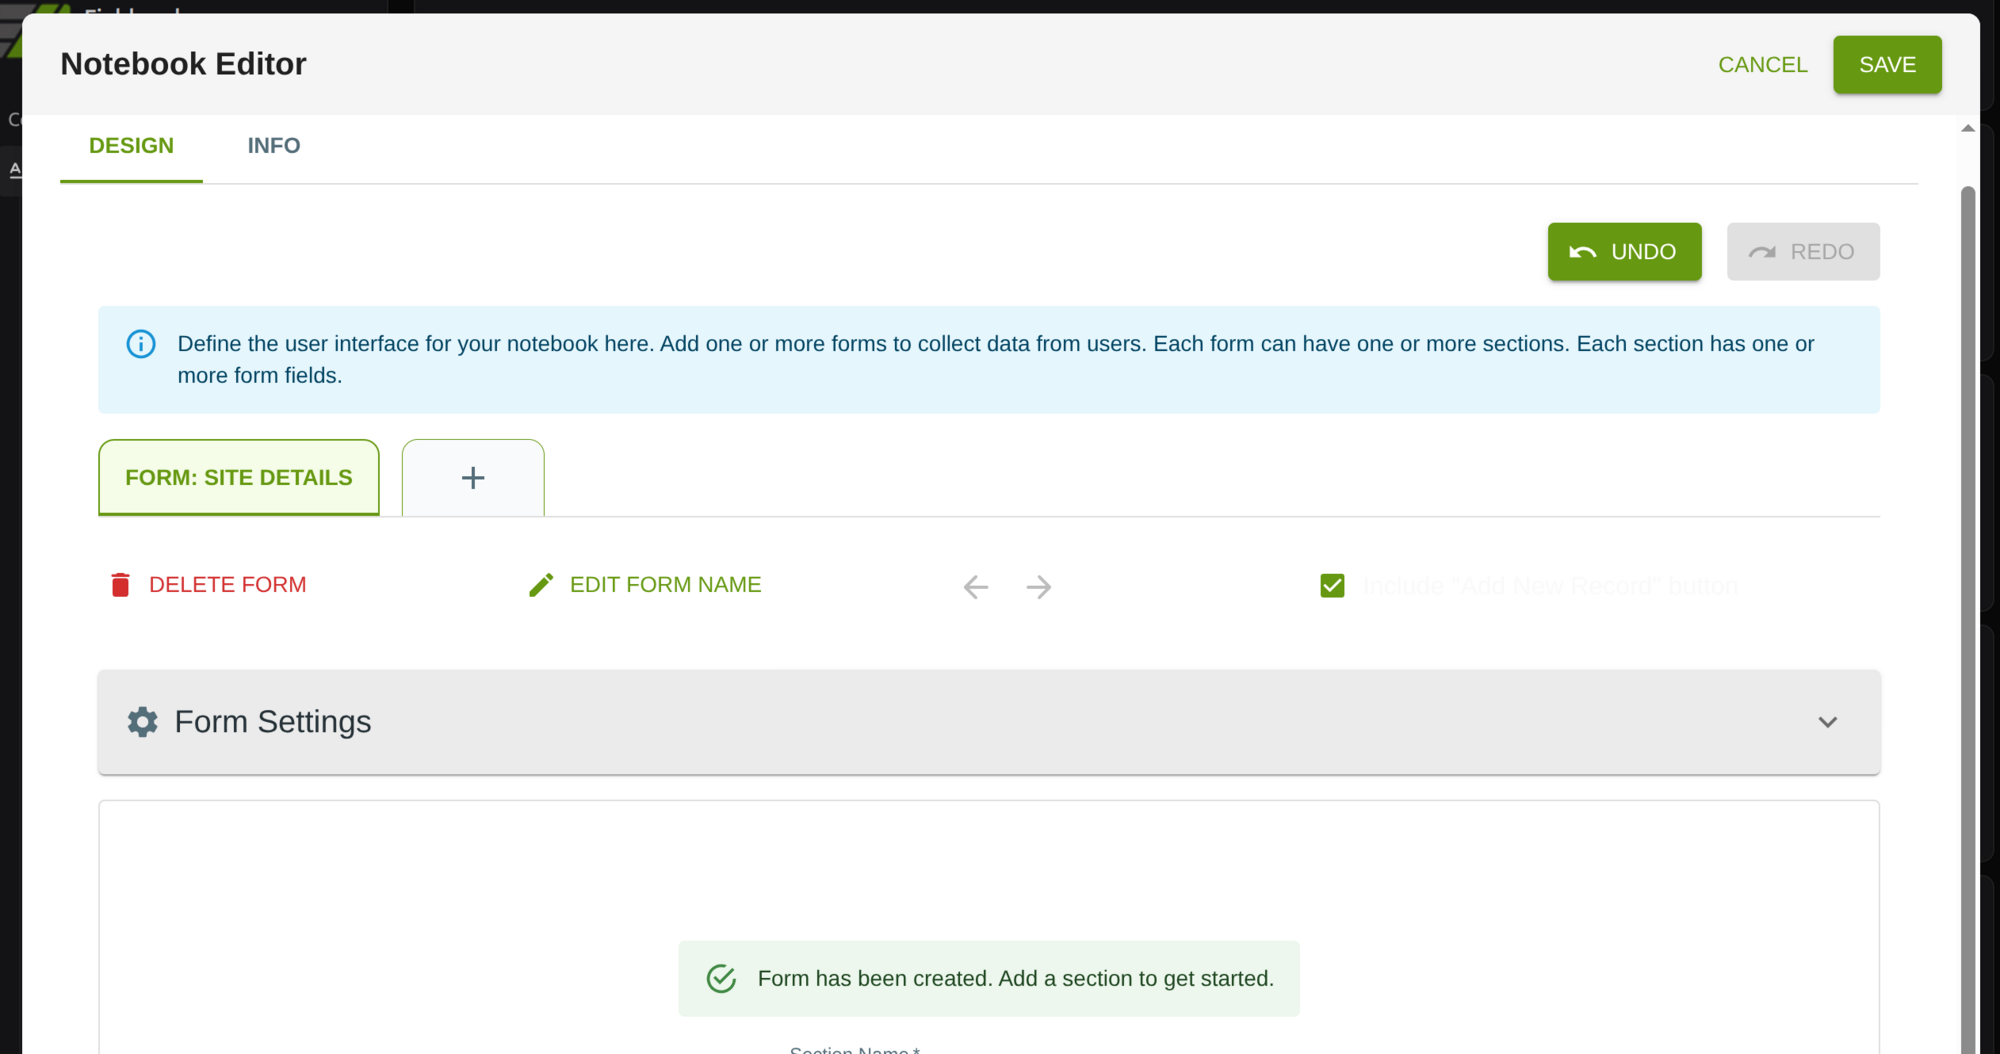 Notebook Editor
CANCEL
SAVE
DESIGN
INFO
UNDO
REDO
Define the user interface for your notebook here. Add one or more forms to collect data from users. Each form can have one or more sections. Each section has one or
more form fields.
FORM: SITE DETAILS
+
DELETE FORM
EDIT FORM NAME
Include "Add New Record" button
Form Settings
Form has been created. Add a section to get started.
Section Name *